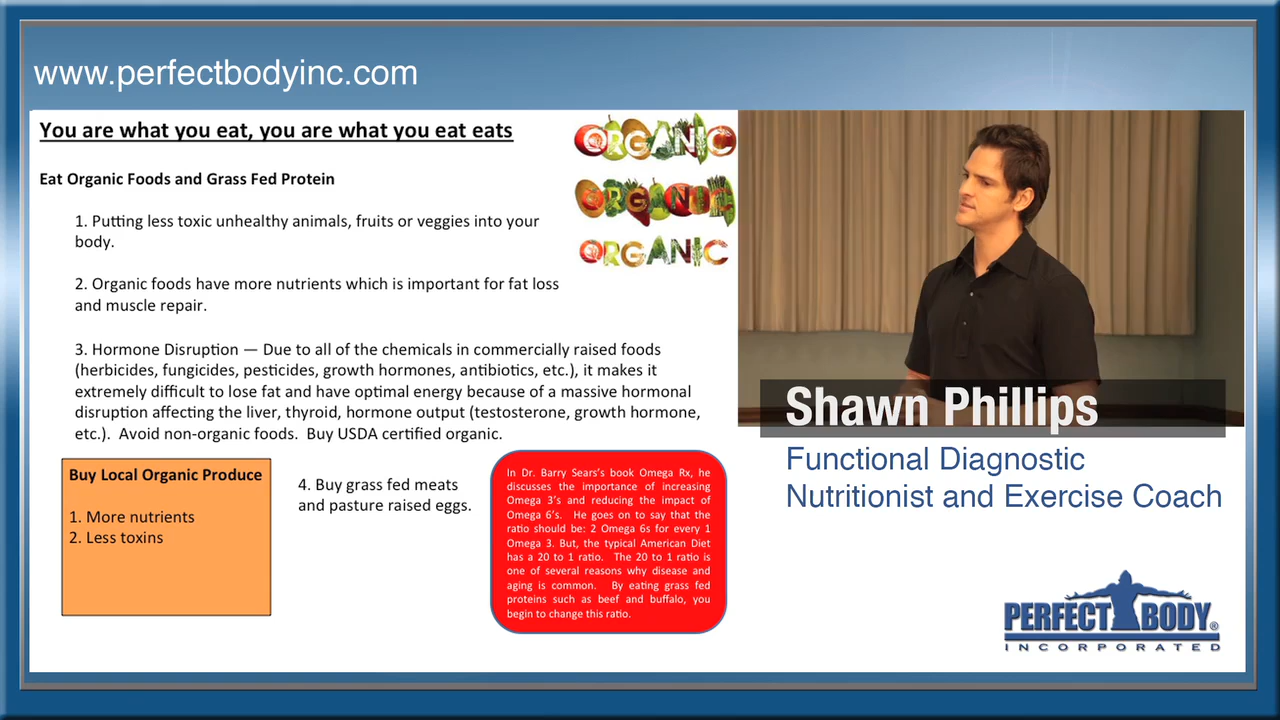 www.perfectbodyinc.com
You are what you eat, you are what you eat eats
Eat Organic Foods and Grass Fed Protein
1. Putting less toxic unhealthy animals, fruits or veggies into your
body.
2. Organic foods have more nutrients which is important for fat loss
and muscle repair.
3. Hormone Disruption — Due to all of the chemicals in commercially raised foods
(herbicides, fungicides, pesticides, growth hormones, antibiotics, etc.), it makes it
extremely difficult to lose fat and have optimal energy because of a massive hormonal
disruption affecting the liver, thyroid, hormone output (testosterone, growth hormone,
etc.). Avoid non-organic foods. Buy USDA certified organic.
ORGANIC
ORGANIC
ORGANIC
Buy Local Organic Produce
1. More nutrients
2. Less toxins
4. Buy grass fed meats
and pasture raised eggs.
In Dr. Barry Sears's book Omega Rx, he
discusses the importance of increasing
Omega 3's and reducing the impact of
Omega 6's. He goes on to say that the
ratio should be: 2 Omega 6s for every 1
Omega 3. But, the typical American Diet
has a 20 to 1 ratio. The 20 to 1 ratio is
one of several reasons why disease and
aging is common. By eating grass fed
proteins such as beef and buffalo, you
begin to change this ratio.
Shawn Phillips
Functional Diagnostic
Nutritionist and Exercise Coach
PERFECT BODY®
INCORPORATED